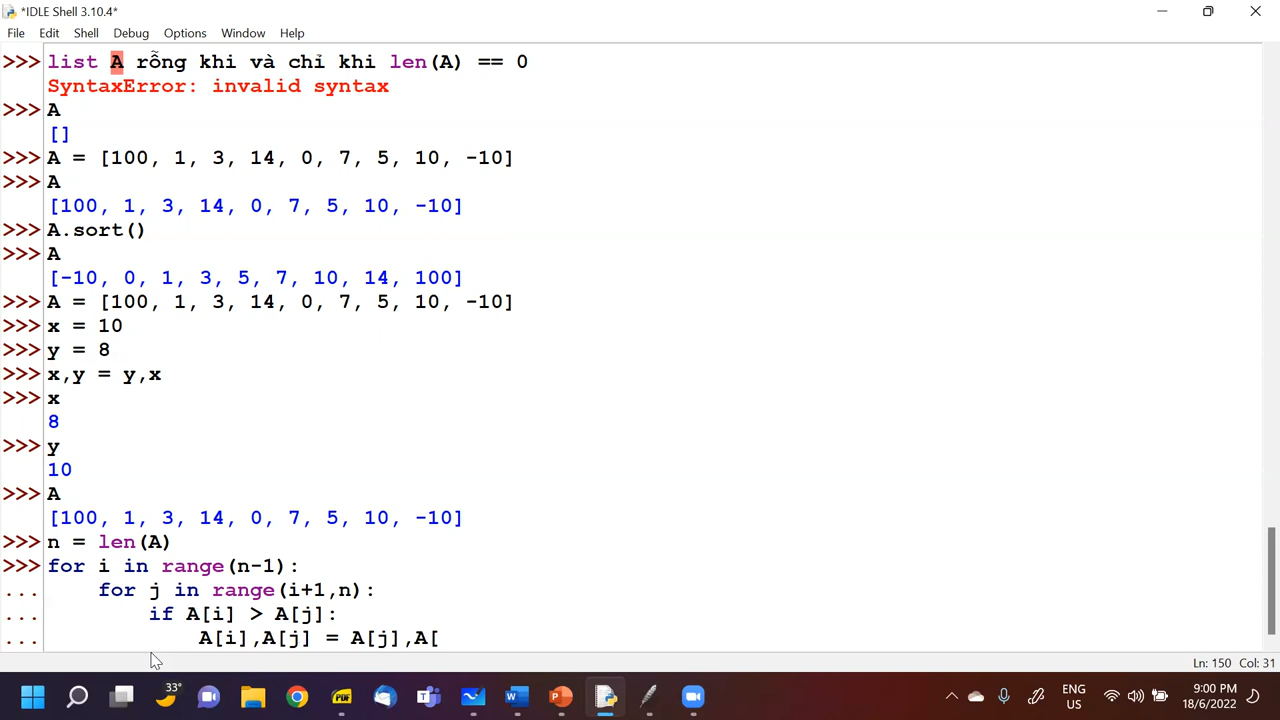 *IDLE Shell 3.10.4*
File Edit Shell Debug Options Window Help
>>> list A rỗng khi và chỉ khi len(A) == 0
SyntaxError: invalid syntax
>>> A
[]
>>> A = [100, 1, 3, 14, 0, 7, 5, 10, -10]
>>> A
[100, 1, 3, 14, 0, 7, 5, 10, -10]
>>> A.sort()
>>> A
[-10, 0, 1, 3, 5, 7, 10, 14, 100]
>>> A = [100, 1, 3, 14, 0, 7, 5, 10, -10]
>>> x = 10
>>> y = 8
>>> x,y = y,x
>>> x
8
>>> y
10
>>> A
[100, 1, 3, 14, 0, 7, 5, 10, -10]
>>> n = len(A)
>>> for i in range(n-1):
...     for j in range(i+1,n):
...         if A[i] > A[j]:
...             A[i],A[j] = A[j],A[
Ln: 150 Col: 31
33°
PDF
ENG
US
9:00 PM
18/6/2022